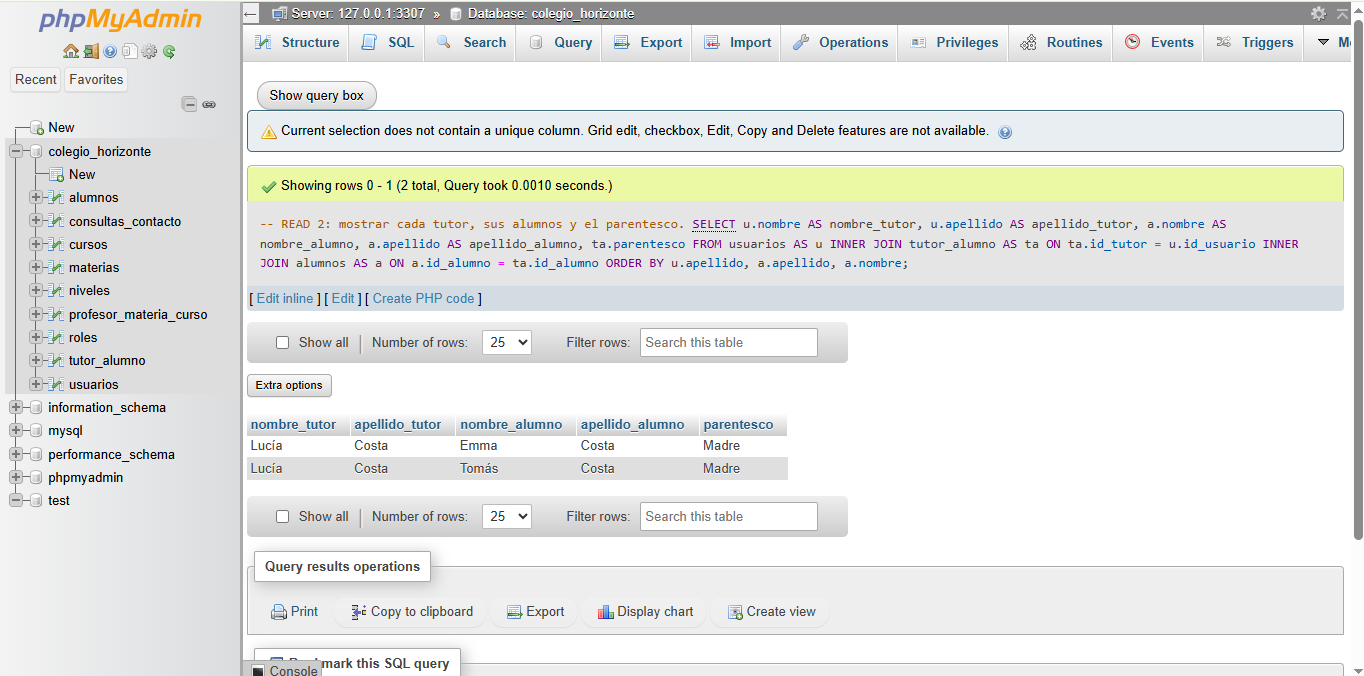 phpMyAdmin
Recent Favorites
New
colegio_horizonte
New
alumnos
consultas_contacto
cursos
materias
niveles
profesor_materia_curso
roles
tutor_alumno
usuarios
information_schema
mysql
performance_schema
phpmyadmin
test
← Server: 127.0.0.1:3307 » Database: colegio_horizonte
Structure SQL Search Query Export Import Operations Privileges Routines Events Triggers
Show query box
Current selection does not contain a unique column. Grid edit, checkbox, Edit, Copy and Delete features are not available.
Showing rows 0 - 1 (2 total, Query took 0.0010 seconds.)
-- READ 2: mostrar cada tutor, sus alumnos y el parentesco. SELECT u.nombre AS nombre_tutor, u.apellido AS apellido_tutor, a.nombre AS
nombre_alumno, a.apellido AS apellido_alumno, ta.parentesco FROM usuarios AS u INNER JOIN tutor_alumno AS ta ON ta.id_tutor = u.id_usuario INNER
JOIN alumnos AS a ON a.id_alumno = ta.id_alumno ORDER BY u.apellido, a.apellido, a.nombre;
[ Edit inline ] [ Edit ] [ Create PHP code ]
Show all Number of rows: 25 Filter rows: Search this table
Extra options
nombre_tutor apellido_tutor nombre_alumno apellido_alumno parentesco
Lucía Costa Emma Costa Madre
Lucía Costa Tomás Costa Madre
Show all Number of rows: 25 Filter rows: Search this table
Query results operations
Print Copy to clipboard Export Display chart Create view
this SQL query
Console